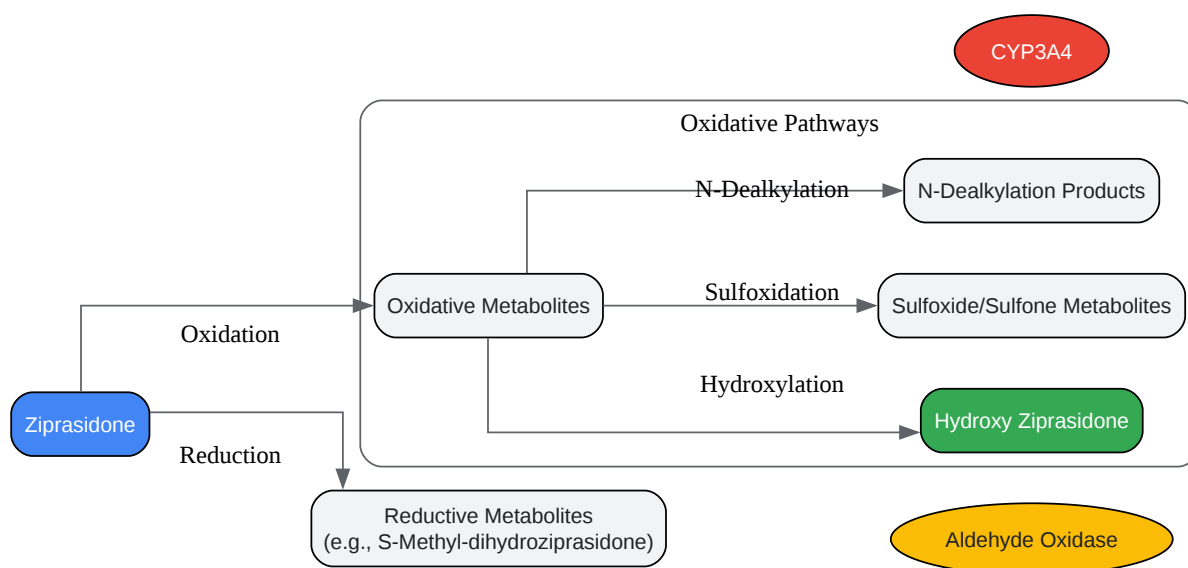 CYP3A4
Oxidative Pathways
N-Dealkylation
N-Dealkylation Products
Oxidative Metabolites
Sulfoxidation
Sulfoxide/Sulfone Metabolites
Oxidation
Hydroxylation
Ziprasidone
Hydroxy Ziprasidone
Reduction
Reductive Metabolites
(e.g., S-Methyl-dihydroziprasidone)
Aldehyde Oxidase